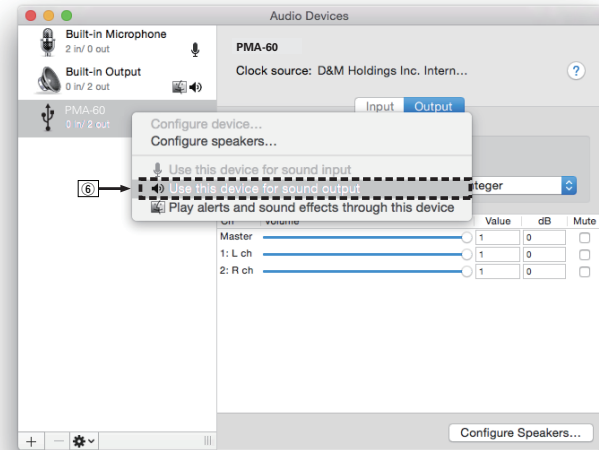 Audio Devices
Built-in Microphone
2 in/ 0 out
Built-in Output
0 in/ 2 out
PMA-60
0 in/ 2 out
PMA-60
Clock source: D&M Holdings Inc. Intern...
?
Input Output
Configure device...
Configure speakers...
Use this device for sound input
⑥
Use this device for sound output
Play alerts and sound effects through this device
teger
Ch Volume Value dB Mute
Master 1 0
1: L ch 1 0
2: R ch 1 0
Configure Speakers...